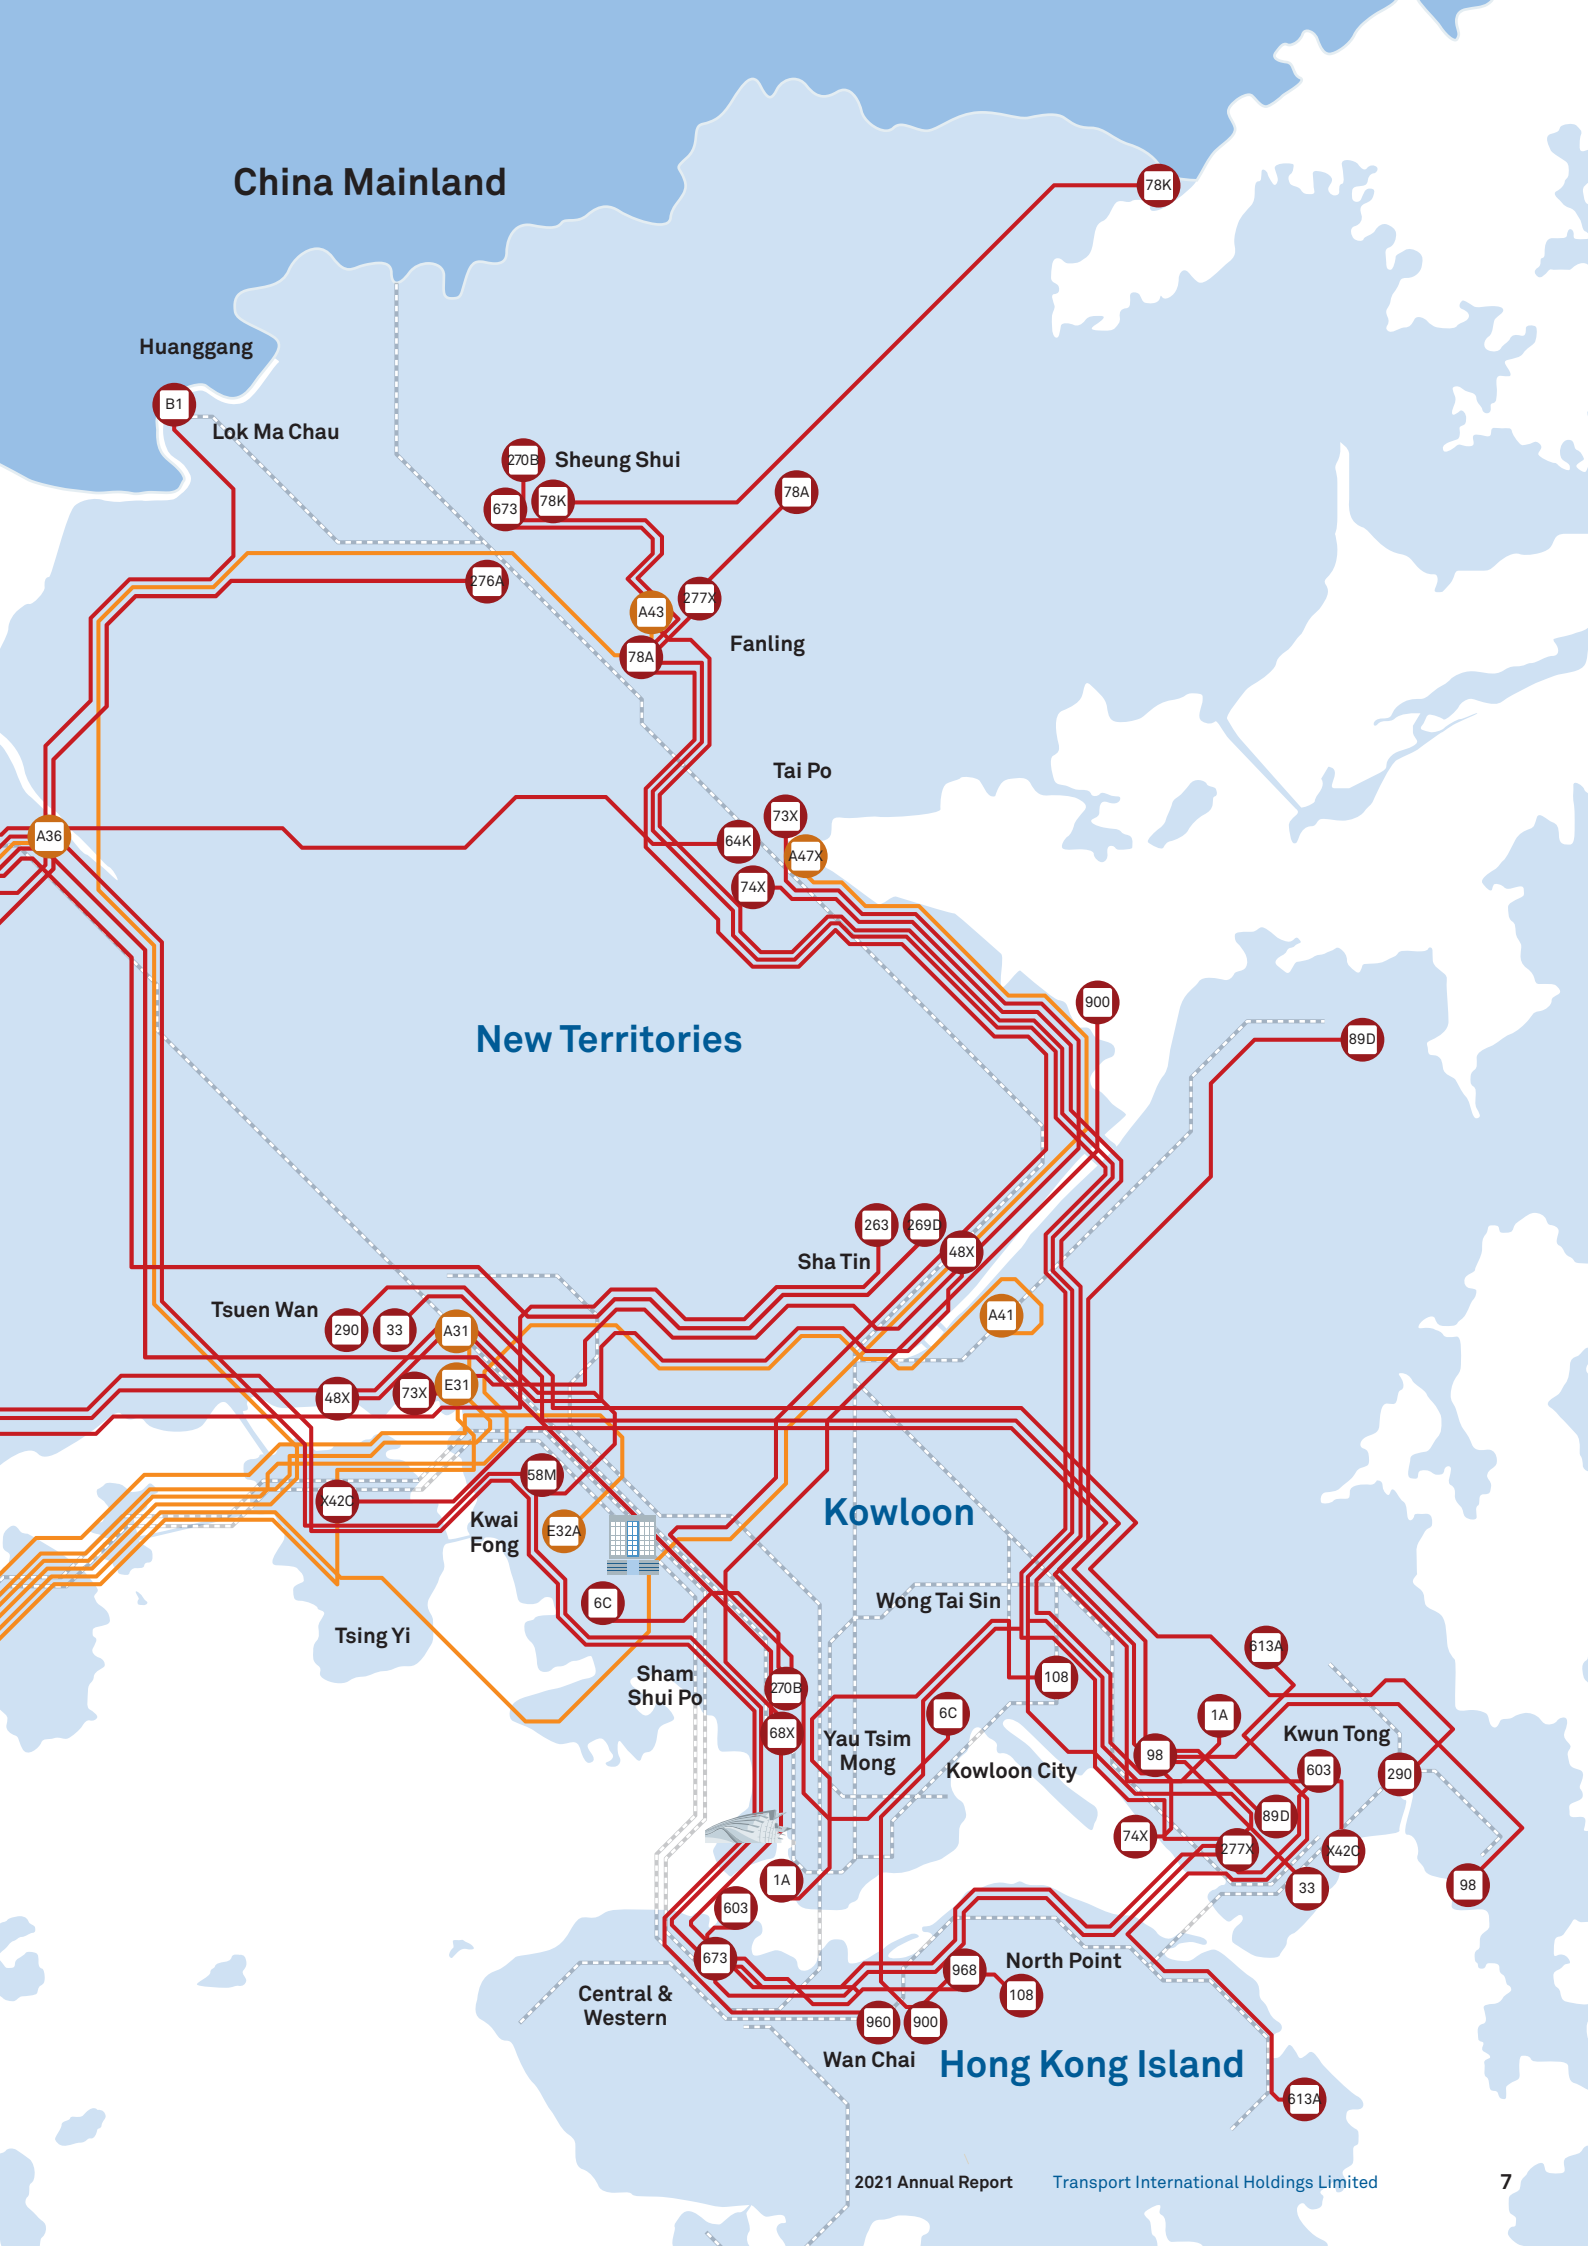 China Mainland
78K
Huanggang
B1
Lok Ma Chau
270B
Sheung Shui
673
78K
78A
276A
A43
277X
78A
Fanling
Tai Po
73X
A36
64K
A47X
74X
900
New Territories
89D
263
269D
48X
Sha Tin
Tsuen Wan
290
33
A31
A41
48X
73X
E31
58M
X42C
Kwai
Fong
E32A
Kowloon
6C
Wong Tai Sin
Tsing Yi
613A
Sham
Shui Po
270B
108
6C
1A
68X
Yau Tsim
Mong
Kowloon City
98
Kwun Tong
603
290
89D
74X
277X
X42C
1A
33
98
603
673
968
North Point
Central &
Western
108
960
900
Wan Chai
Hong Kong Island
613A
2021 Annual Report
Transport International Holdings Limited
7